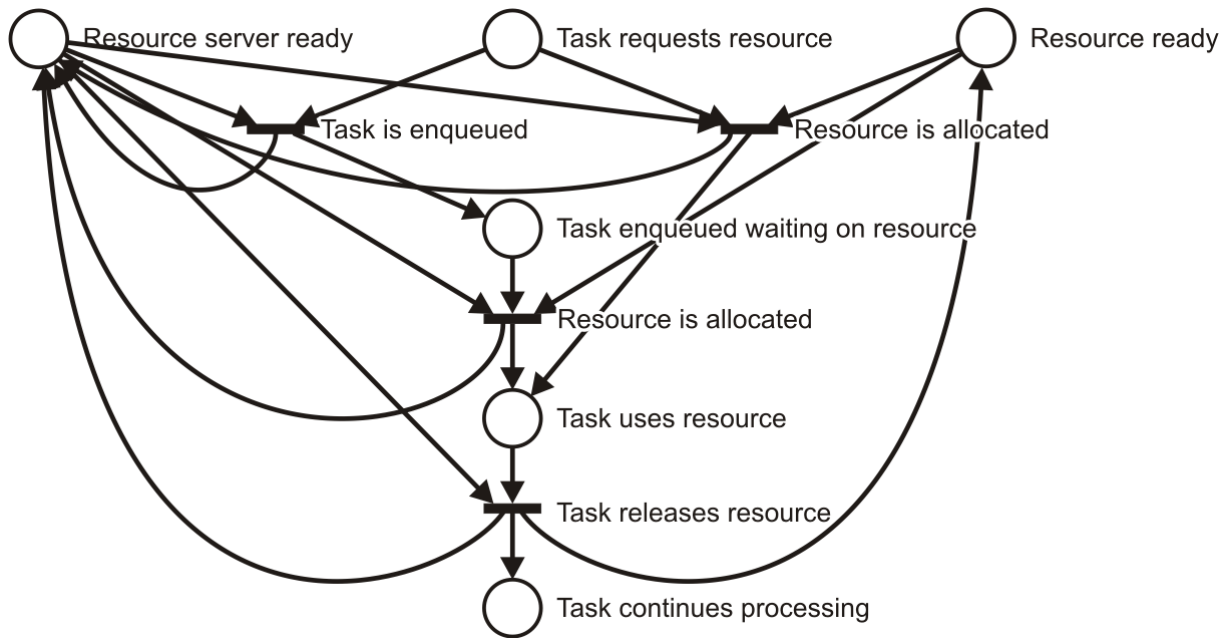 Resource server ready
Task requests resource
Resource ready
Task is enqueued
Resource is allocated
Task enqueued waiting on resource
Resource is allocated
Task uses resource
Task releases resource
Task continues processing